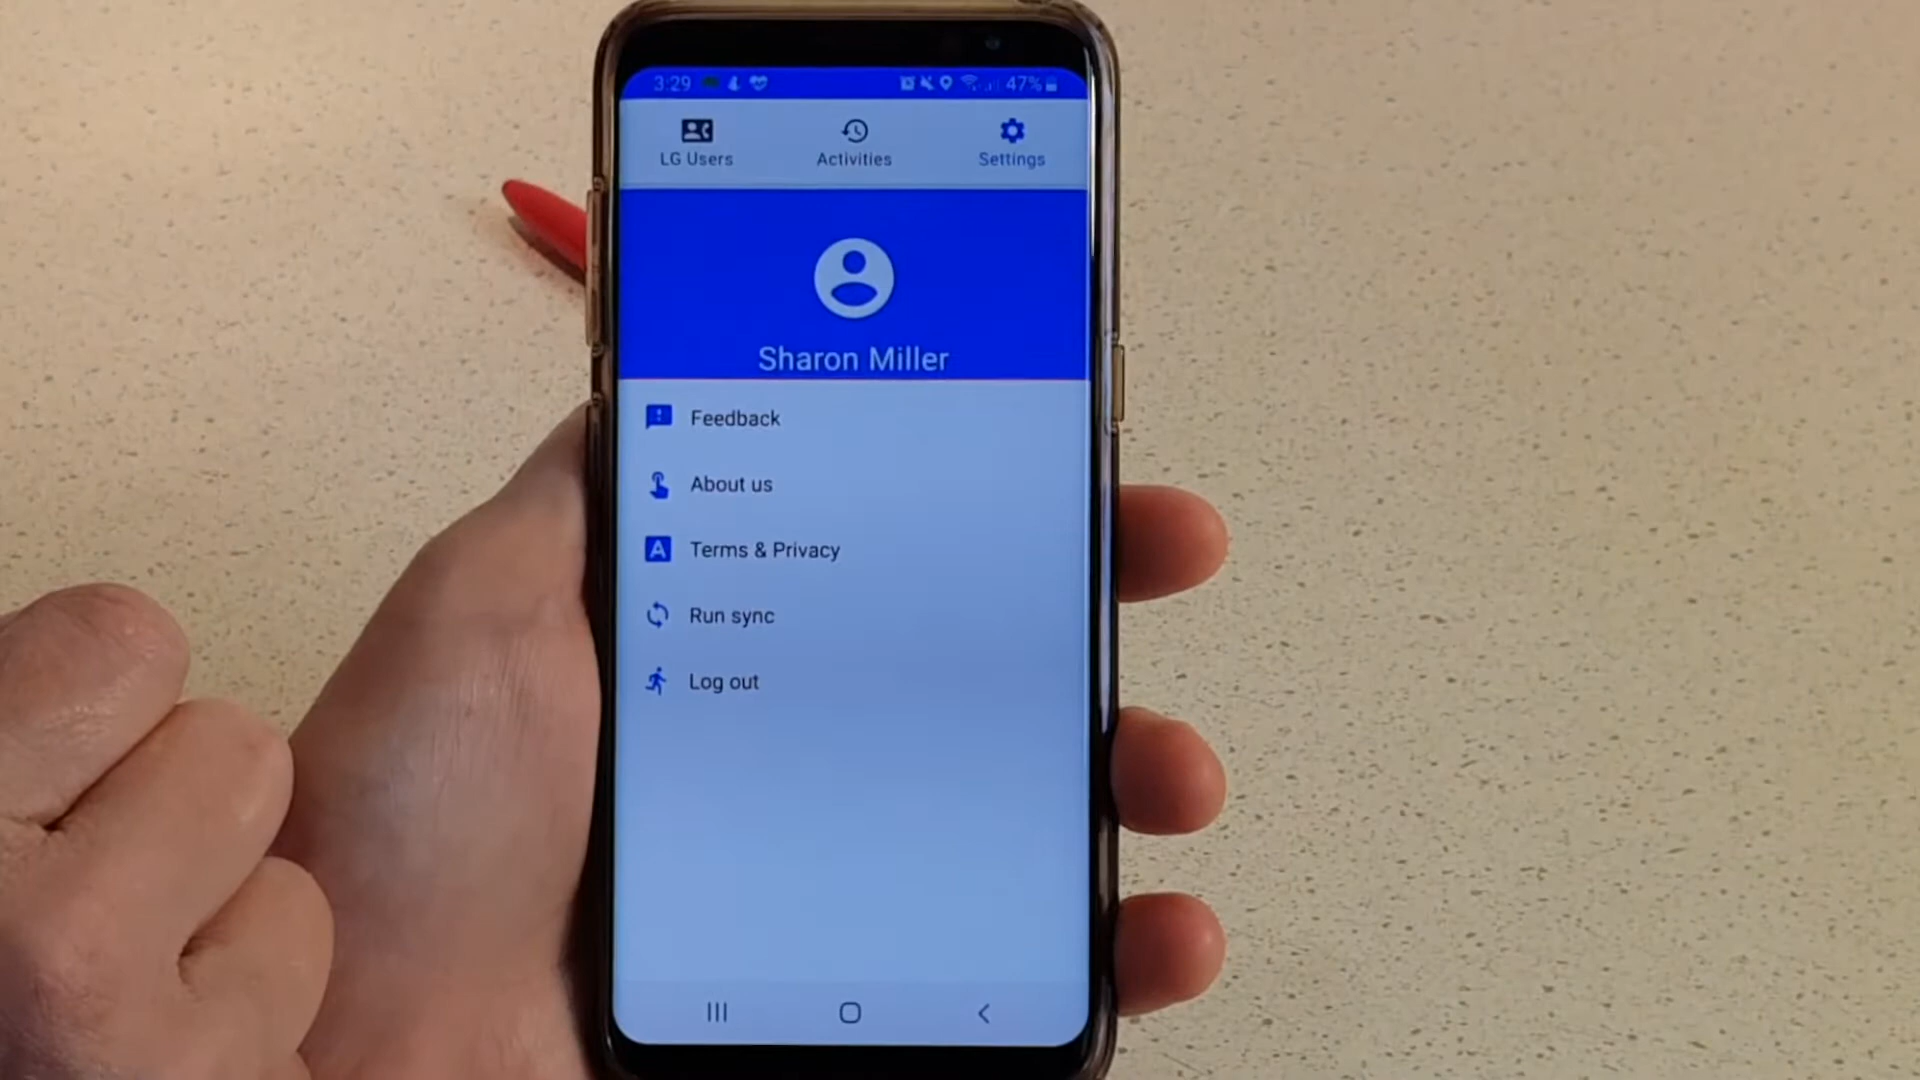 3:29 47%
LG Users Activities Settings
Sharon Miller
Feedback
About us
Terms & Privacy
Run sync
Log out